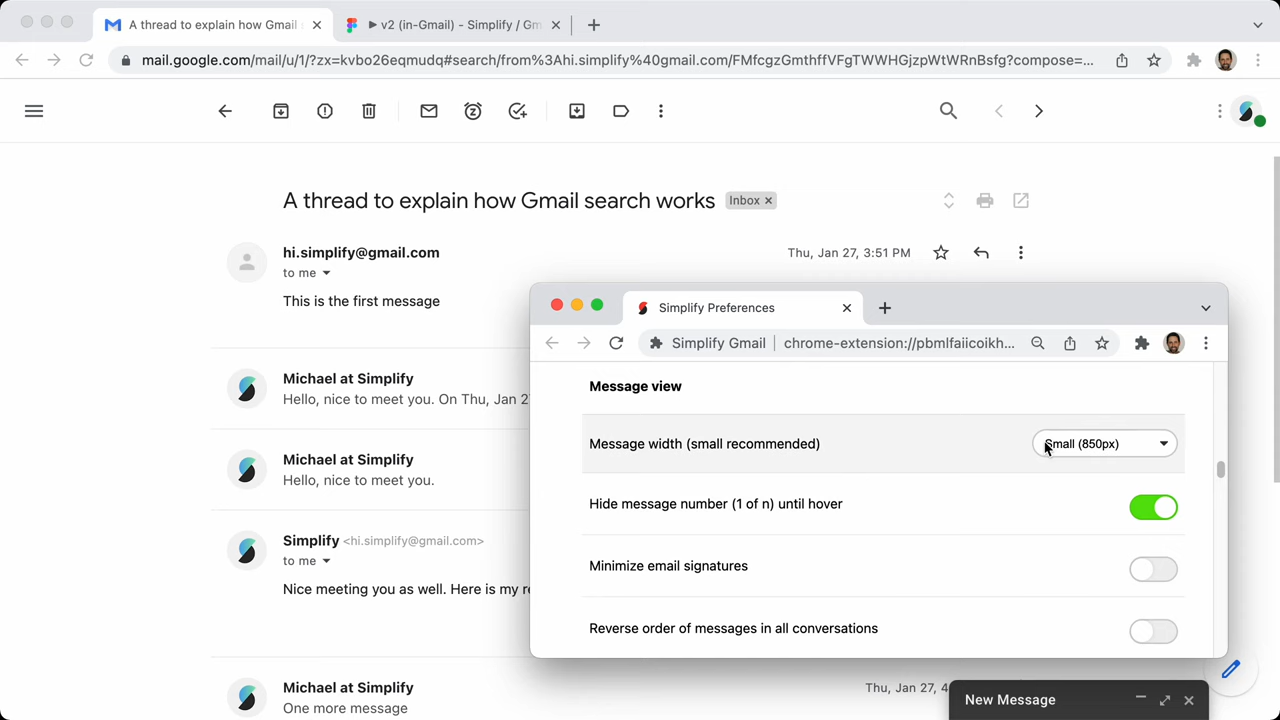 A thread to explain how Gmail
v2 (in-Gmail) - Simplify / Gm
mail.google.com/mail/u/1/?zx=kvbo26eqmudq#search/from%3Ahi.simplify%40gmail.com/FMfcgzGmthffVFgTWWHGjzpWtWRnBsfg?compose=...
A thread to explain how Gmail search works
Inbox ×
hi.simplify@gmail.com
Thu, Jan 27, 3:51 PM
to me
This is the first message
Michael at Simplify
Hello, nice to meet you. On Thu, Jan 2
Michael at Simplify
Hello, nice to meet you.
Simplify <hi.simplify@gmail.com>
to me
Nice meeting you as well. Here is my re
Michael at Simplify
Thu, Jan 27, 4
One more message
Simplify Preferences
Simplify Gmail | chrome-extension://pbmlfaiicoikh...
Message view
Message width (small recommended)
Small (850px)
Hide message number (1 of n) until hover
Minimize email signatures
Reverse order of messages in all conversations
New Message